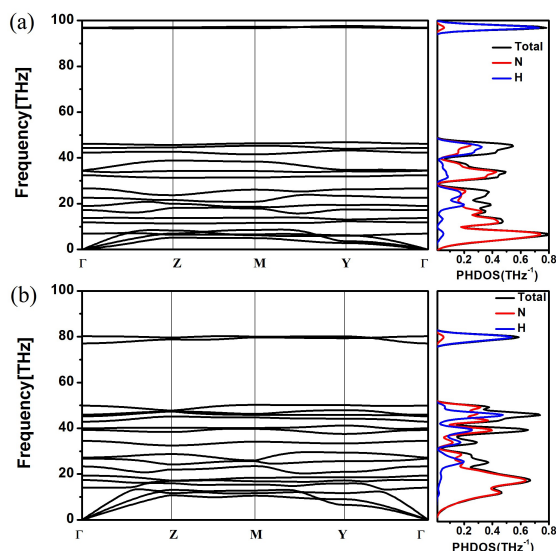 (a)
Frequency[THz]
100
80
60
40
20
0
Γ Z M Y Γ
Total
N
H
0.2 0.4 0.6 0.8
PHDOS(THz⁻¹)
(b)
Frequency[THz]
100
80
60
40
20
0
Γ Z M Y Γ
Total
N
H
0.2 0.4 0.6 0.8
PHDOS(THz⁻¹)